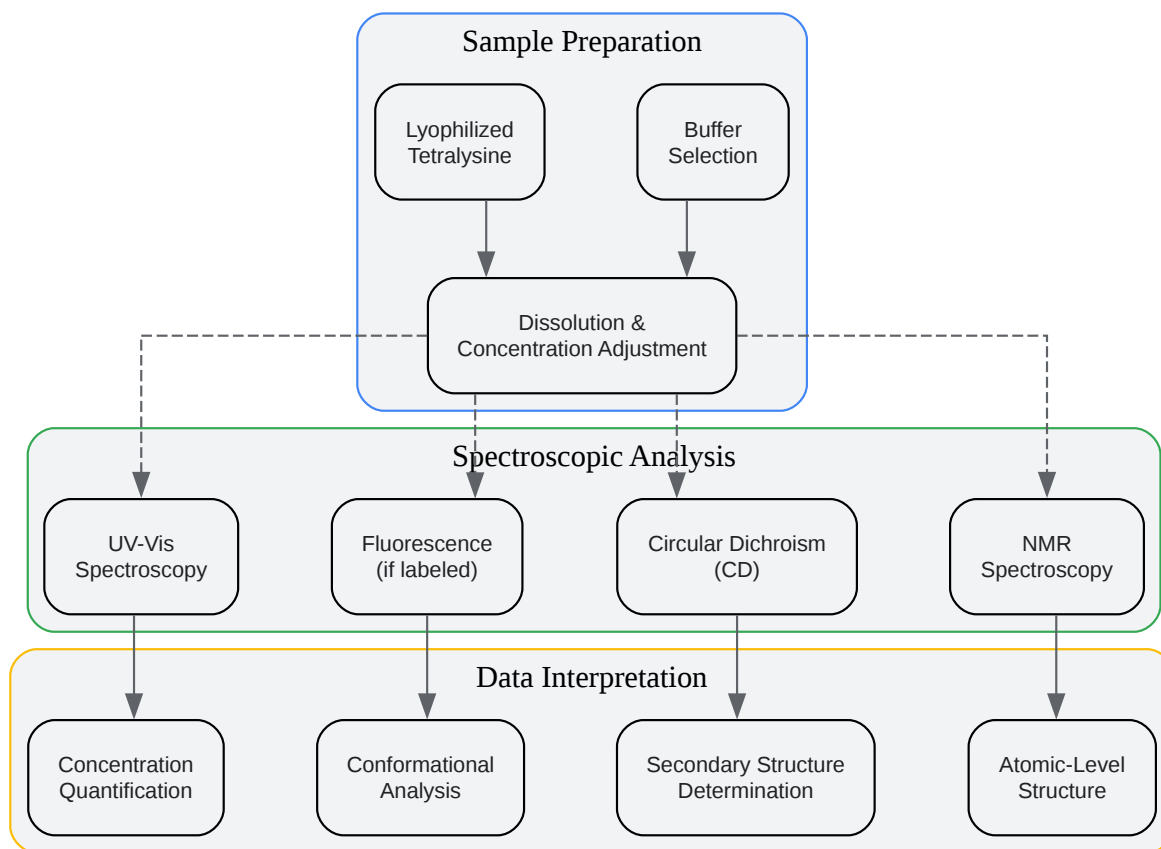 Sample Preparation
Lyophilized
Tetralysine
Buffer
Selection
Dissolution &
Concentration Adjustment
Spectroscopic Analysis
UV-Vis
Spectroscopy
Fluorescence
(if labeled)
Circular Dichroism
(CD)
NMR
Spectroscopy
Data Interpretation
Concentration
Quantification
Conformational
Analysis
Secondary Structure
Determination
Atomic-Level
Structure